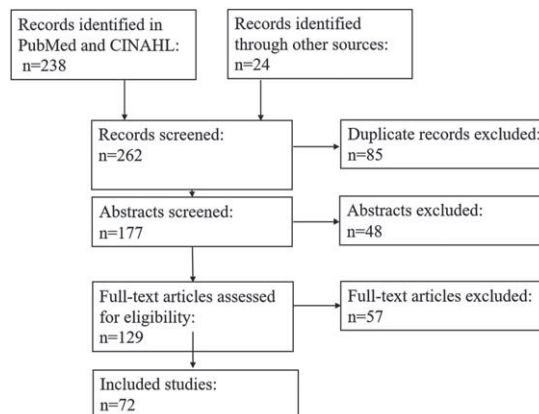 Records identified in
PubMed and CINAHL:
n=238
Records identified
through other sources:
n=24
Records screened:
n=262
Duplicate records excluded:
n=85
Abstracts screened:
n=177
Abstracts excluded:
n=48
Full-text articles assessed
for eligibility:
n=129
Full-text articles excluded:
n=57
Included studies:
n=72